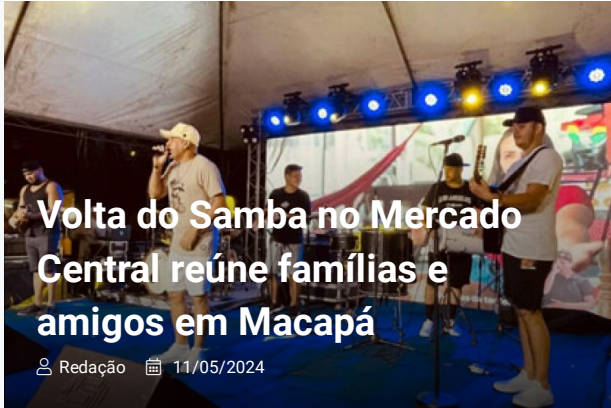 Volta do Samba no Mercado
Central reúne famílias e
amigos em Macapá
Redação 11/05/2024